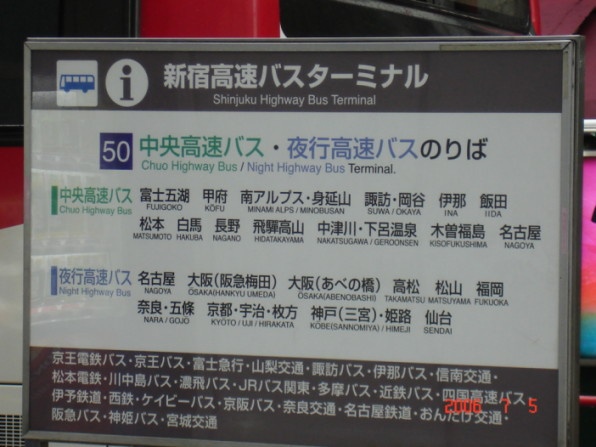 新宿高速バスターミナル
Shinjuku Highway Bus Terminal
50 中央高速バス・夜行高速バスのりば
Chuo Highway Bus / Night Highway Bus Terminal.
中央高速バス 富士五湖 甲府 南アルプス・身延山 諏訪・岡谷 伊那 飯田
Chuo Highway Bus FUJIGOKO KŌFU MINAMI ALPS / MINOBUSAN SUWA / OKAYA INA IIDA
松本 白馬 長野 飛騨高山 中津川・下呂温泉 木曽福島 名古屋
MATSUMOTO HAKUBA NAGANO HIDATAKAYAMA NAKATSUGAWA / GEROONSEN KISOFUKUSHIMA NAGOYA
夜行高速バス 名古屋 大阪(阪急梅田) 大阪(あべの橋) 高松 松山 福岡
Night Highway Bus NAGOYA ŌSAKA(HANKYU UMEDA) ŌSAKA(ABENOBASHI) TAKAMATSU MATSUYAMA FUKUOKA
奈良・五條 京都・宇治・枚方 神戸(三宮)・姫路 仙台
NARA / GOJŌ KYŌTO / UJI / HIRAKATA KOBE(SANNOMIYA) / HIMEJI SENDAI
京王電鉄バス・京王バス・富士急行・山梨交通・諏訪バス・伊那バス・信南交通・
松本電鉄・川中島バス・濃飛バス・JRバス関東・多摩バス・近鉄バス・四国高速バス・
伊予鉄道・西鉄・ケイビーバス・京阪バス・奈良交通・名古屋鉄道・おんたけ交通・
阪急バス・神姫バス・宮城交通
2008 7 5